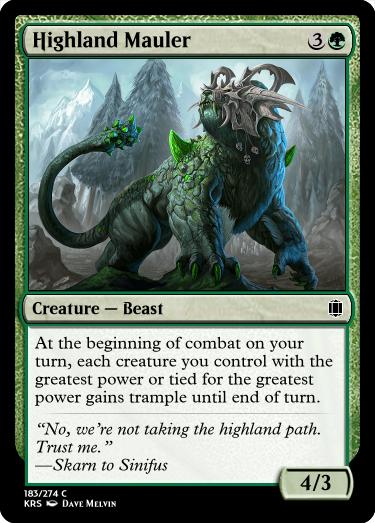 Highland Mauler 3
Creature — Beast
At the beginning of combat on your
turn, each creature you control with the
greatest power or tied for the greatest
power gains trample until end of turn.
“No, we’re not taking the highland path.
Trust me.”
—Skarn to Sinifus
4/3
183/274 C
KRS DAVE MELVIN